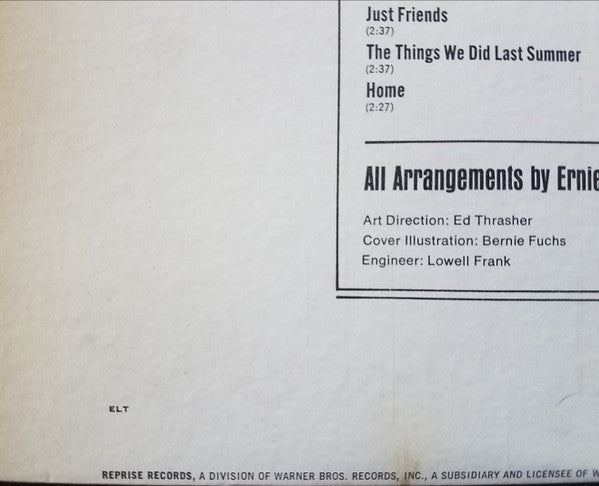 Just Friends
(2:37)
The Things We Did Last Summer
(2:37)
Home
(2:27)
All Arrangements by Ernie
Art Direction: Ed Thrasher
Cover Illustration: Bernie Fuchs
Engineer: Lowell Frank
ELT
REPRISE RECORDS, A DIVISION OF WARNER BROS. RECORDS, INC., A SUBSIDIARY AND LICENSEE OF W